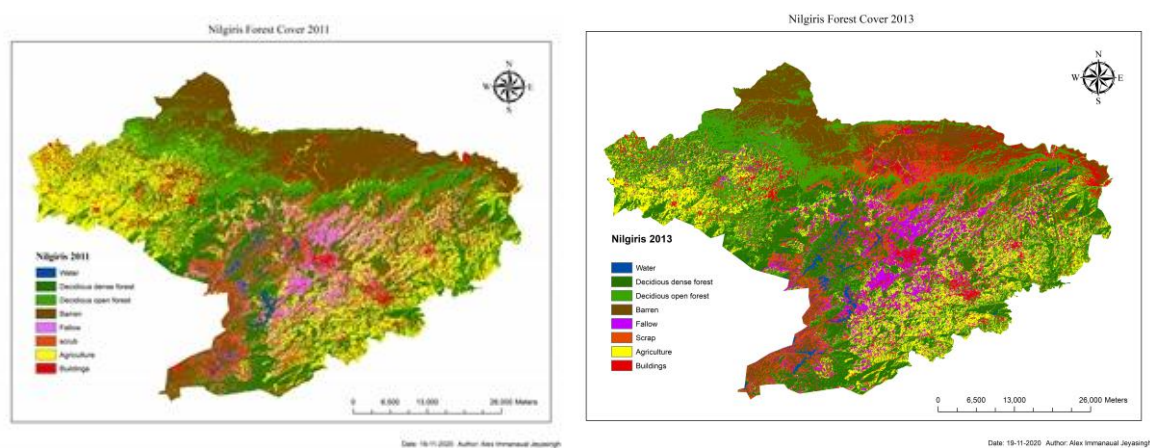 Nilgiris Forest Cover 2011
N
W E
S
Nilgiris 2011
Water
Decidious dense forest
Decidious open forest
Barren
Fallow
scrub
Agriculture
Buildings
0 6,500 13,000 26,000 Meters
Date: 19-11-2020 Author: Alex Immanaual Jeyasingh
Nilgiris Forest Cover 2013
N
W E
S
Nilgiris 2013
Water
Decidious dense forest
Decidious open forest
Barren
Fallow
Scrap
Agriculture
Buildings
0 6,500 13,000 26,000 Meters
Date: 19-11-2020 Author: Alex Immanaual Jeyasingh